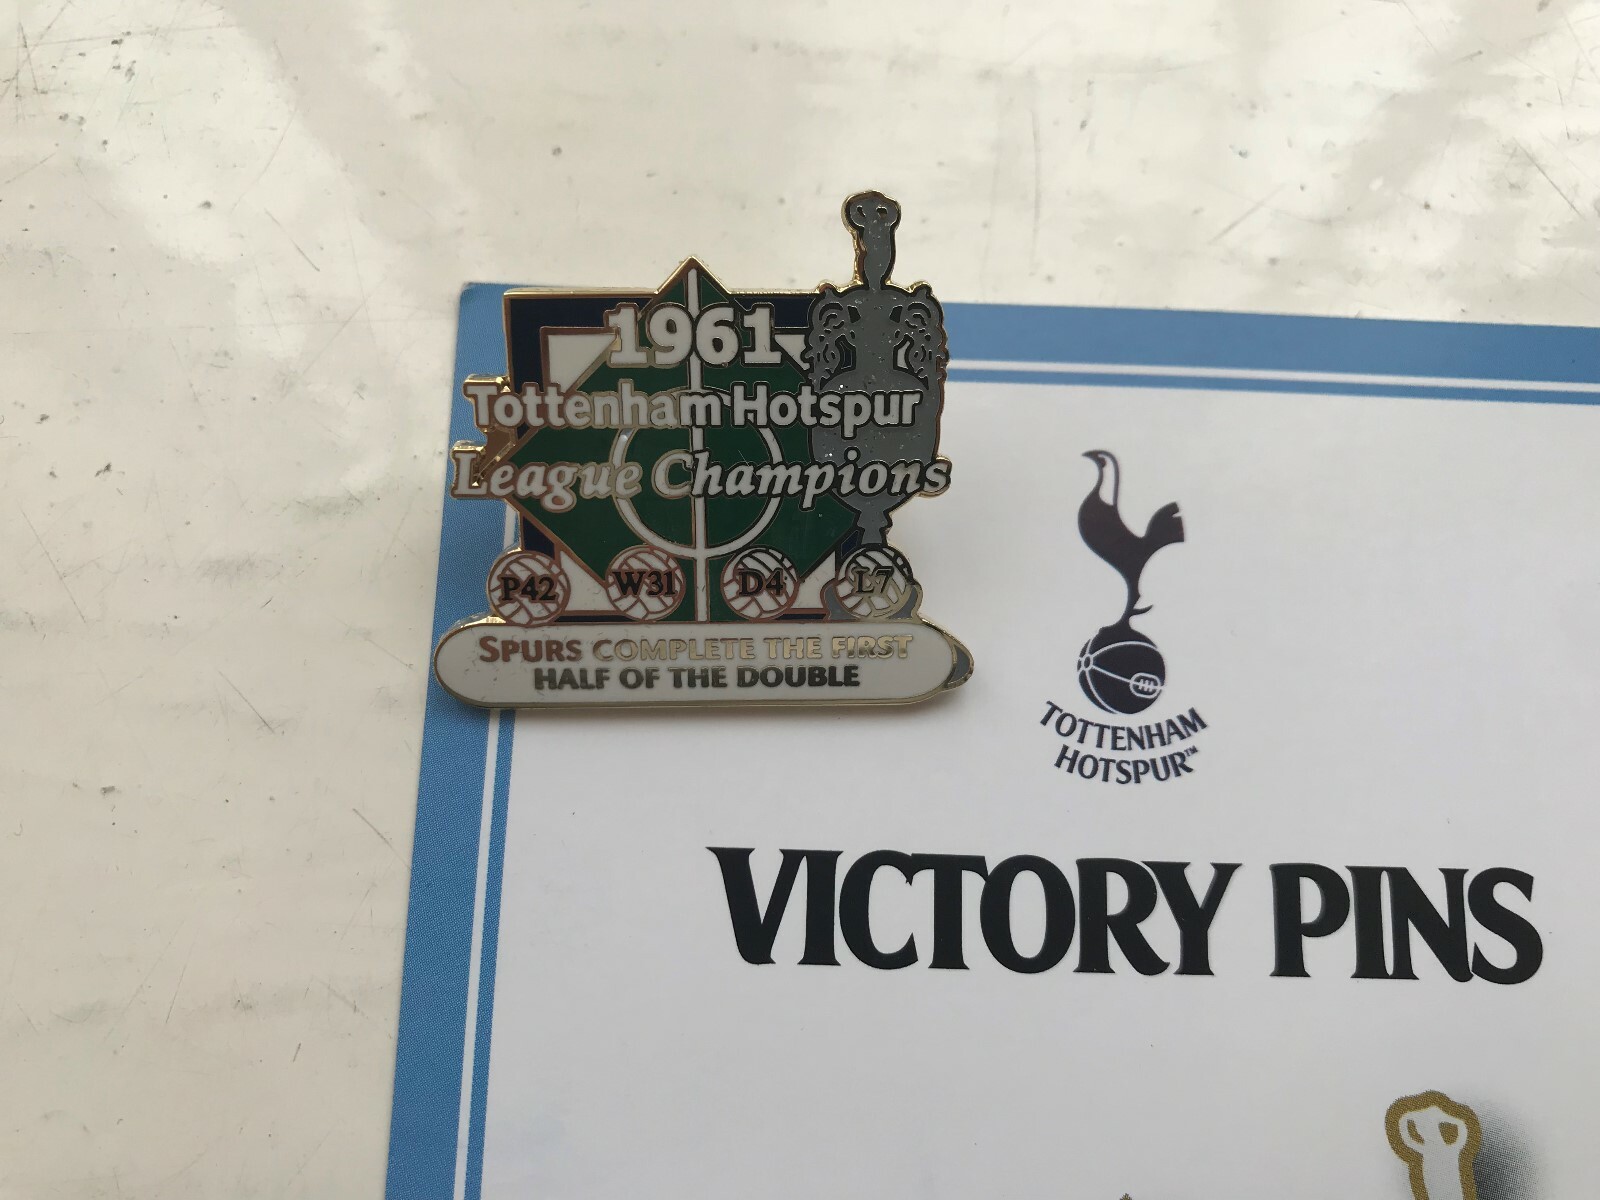 1961
Tottenham Hotspur
League Champions
P42 W31 D4 L7
SPURS COMPLETE THE FIRST
HALF OF THE DOUBLE
TOTTENHAM
HOTSPUR™
VICTORY PINS